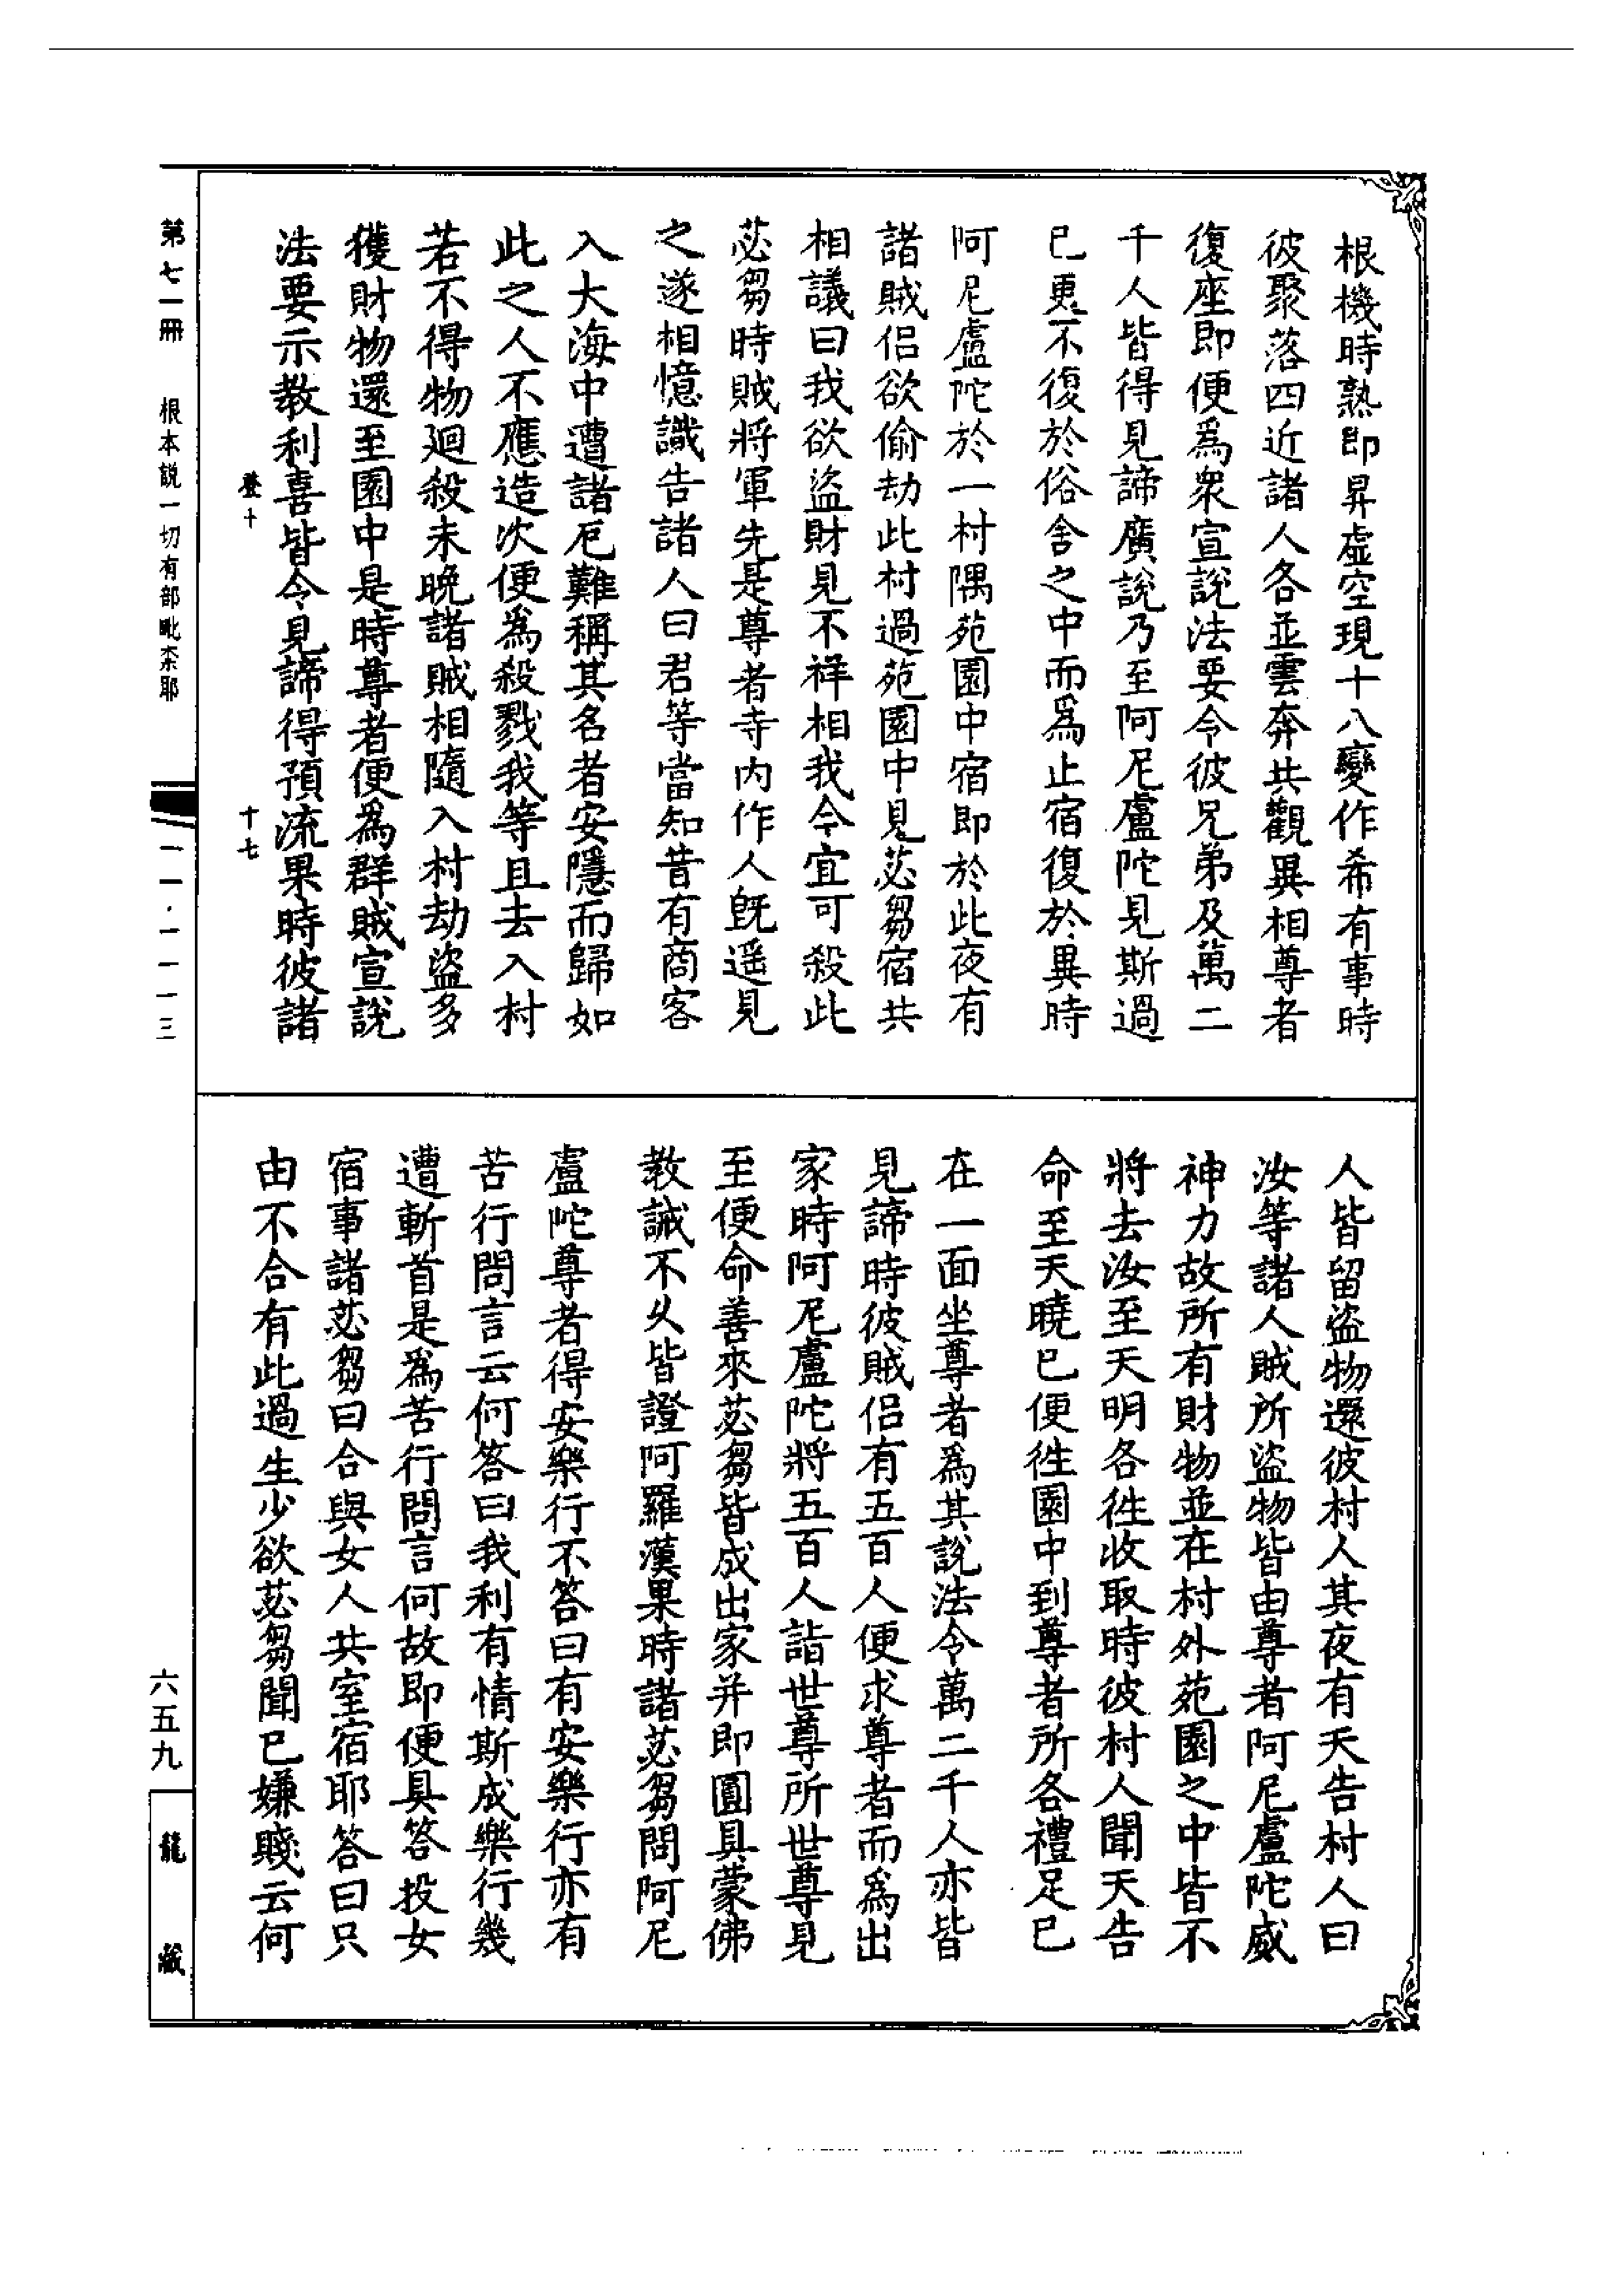 根機時熟即昇虛空現十八變作希有事時
彼聚落四近諸人各並雲奔共觀異相尊者
復座即便為衆宣說法要令彼兄弟及萬二
千人皆得見諦廣說乃至阿尼盧陀見斯過
已更不復於俗舍之中而為止宿復於異時
阿尼盧陀於一村隅苑園中宿即於此夜有
諸賊侶欲偷劫此村過苑園中見苾芻宿共
相議曰我欲盜財見不祥相我今宜可殺此
苾芻時賊將軍先是尊者寺內作人旣遥見
之遂相憶識告諸人曰君等當知昔有商客
入大海中遭諸厄難稱其名者安隱而歸如
此之人不應造次便為殺戮我等且去入村
若不得物廻殺未晚諸賊相隨入村劫盜多
獲財物還至園中是時尊者便為群賊宣說
法要示教利喜皆令見諦得預流果時彼諸
人皆留盜物還彼村人其夜有天告村人曰
汝等諸人賊所盜物皆由尊者阿尼盧陀威
神力故所有財物並在村外苑園之中皆不
將去汝至天明各徃收取時彼村人聞天告
命至天曉已便徃園中到尊者所各禮足已
在一面坐尊者為其說法令萬二千人亦皆
見諦時彼賊侶有五百人便求尊者而為出
家時阿尼盧陀將五百人詣世尊所世尊見
至便命善來苾芻皆成出家并即圓具蒙佛
教誡不乆皆證阿羅漢果時諸苾芻問阿尼
盧陀尊者得安樂行不答曰有安樂行亦有
苦行問言云何答曰我利有情斯成樂行幾
遭斬首是為苦行問言何故即便具答投女
宿事諸苾芻曰合與女人共室宿耶答曰只
由不合有此過生少欲苾芻聞已嫌賤云何
第七一冊
根本説一切有部毗柰耶
十七
一一·一一一三
六五九
龍藏